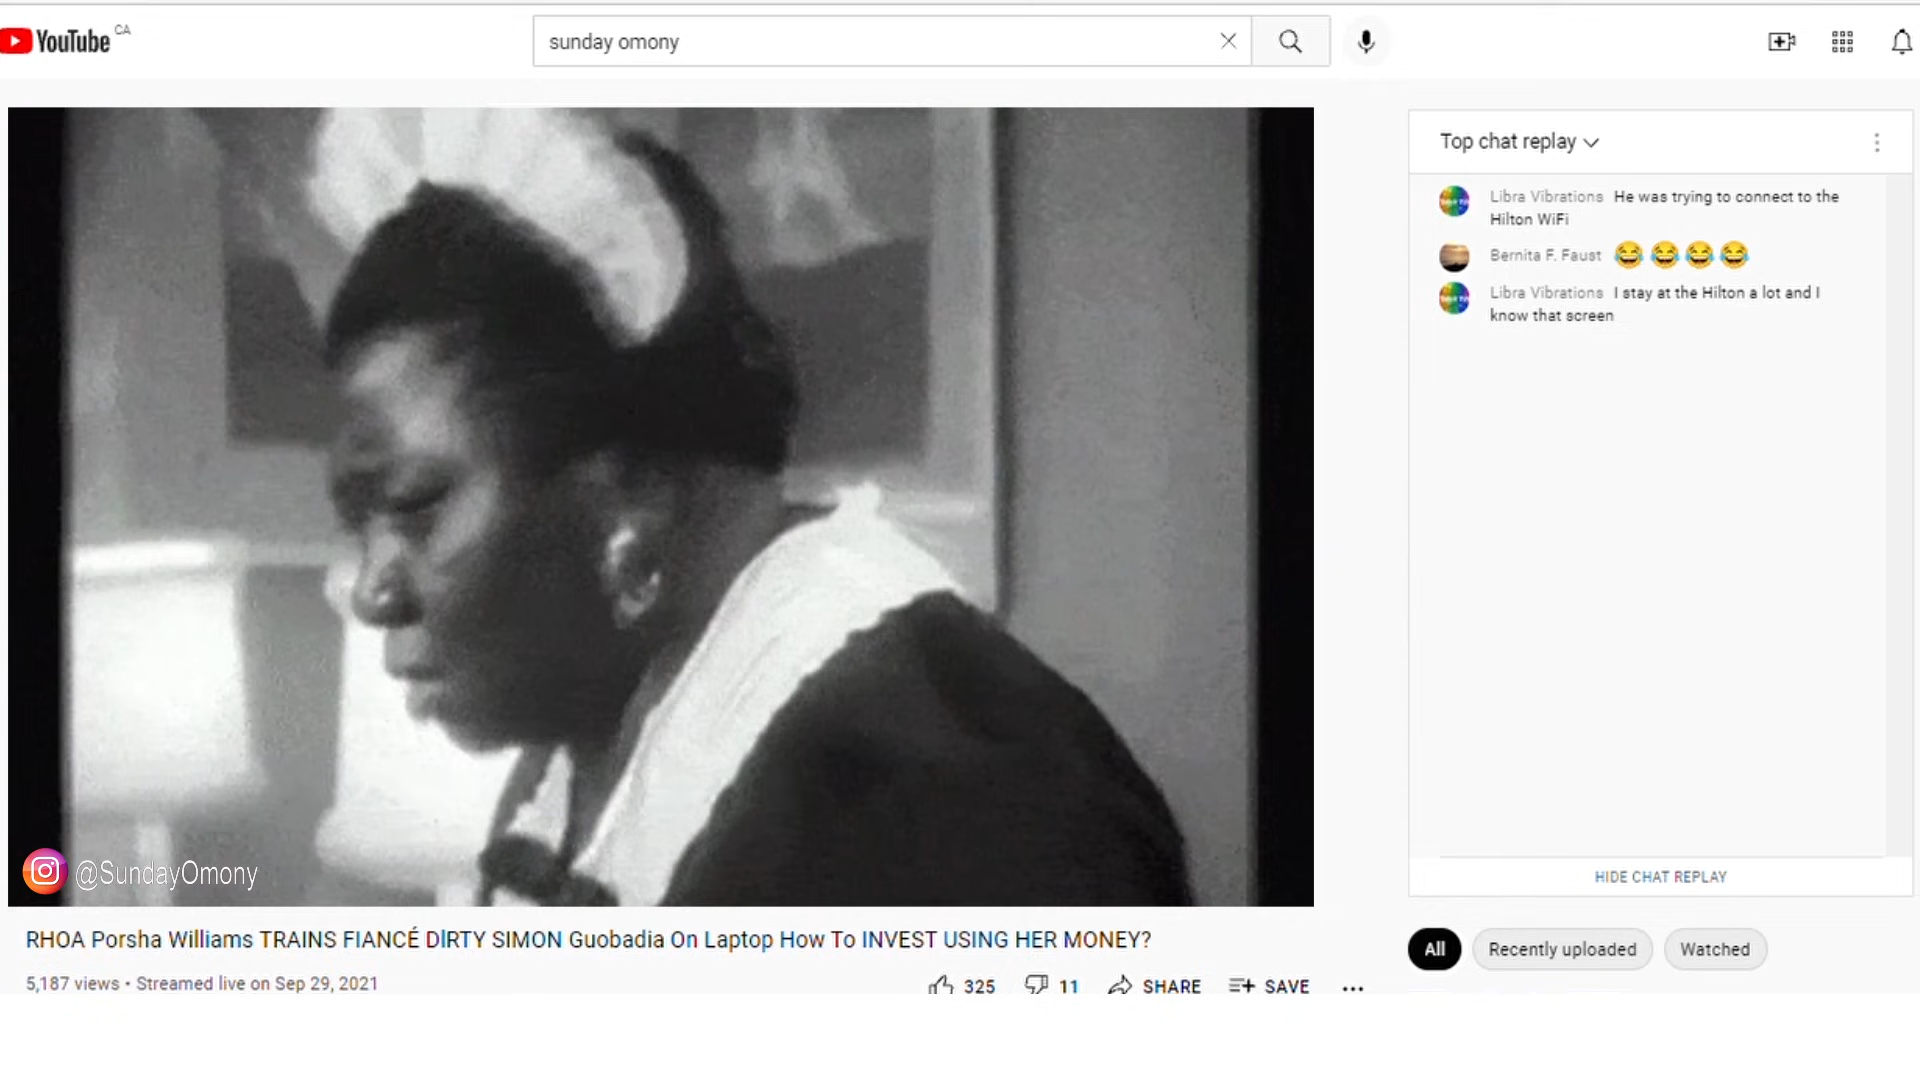 YouTube CA
sunday omony
Top chat replay
Libra Vibrations He was trying to connect to the
Hilton WiFi
Bernita F. Faust 😂😂😂😂
Libra Vibrations I stay at the Hilton a lot and I
know that screen
HIDE CHAT REPLAY
@SundayOmony
RHOA Porsha Williams TRAINS FIANCÉ DlRTY SIMON Guobadia On Laptop How To INVEST USING HER MONEY?
5,187 views • Streamed live on Sep 29, 2021
325 11 SHARE SAVE
All Recently uploaded Watched